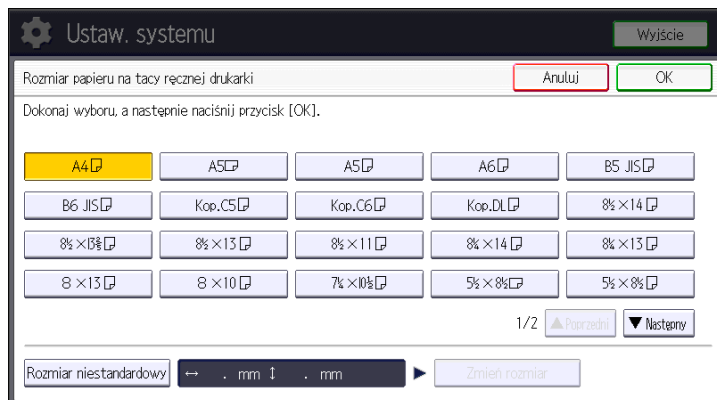 Ustaw. systemu Wyjście
Rozmiar papieru na tacy ręcznej drukarki Anuluj OK
Dokonaj wyboru, a następnie naciśnij przycisk [OK].
A4 A5 A5 A6 B5 JIS
B6 JIS Kop.C5 Kop.C6 Kop.DL 8½×14
8½×13⅖ 8½×13 8½×11 8¼×14 8¼×13
8×13 8×10 7¼×10½ 5½×8½ 5½×8½
1/2 ▲Poprzedni ▼Następny
Rozmiar niestandardowy ↔ . mm ↕ . mm ► Zmień rozmiar